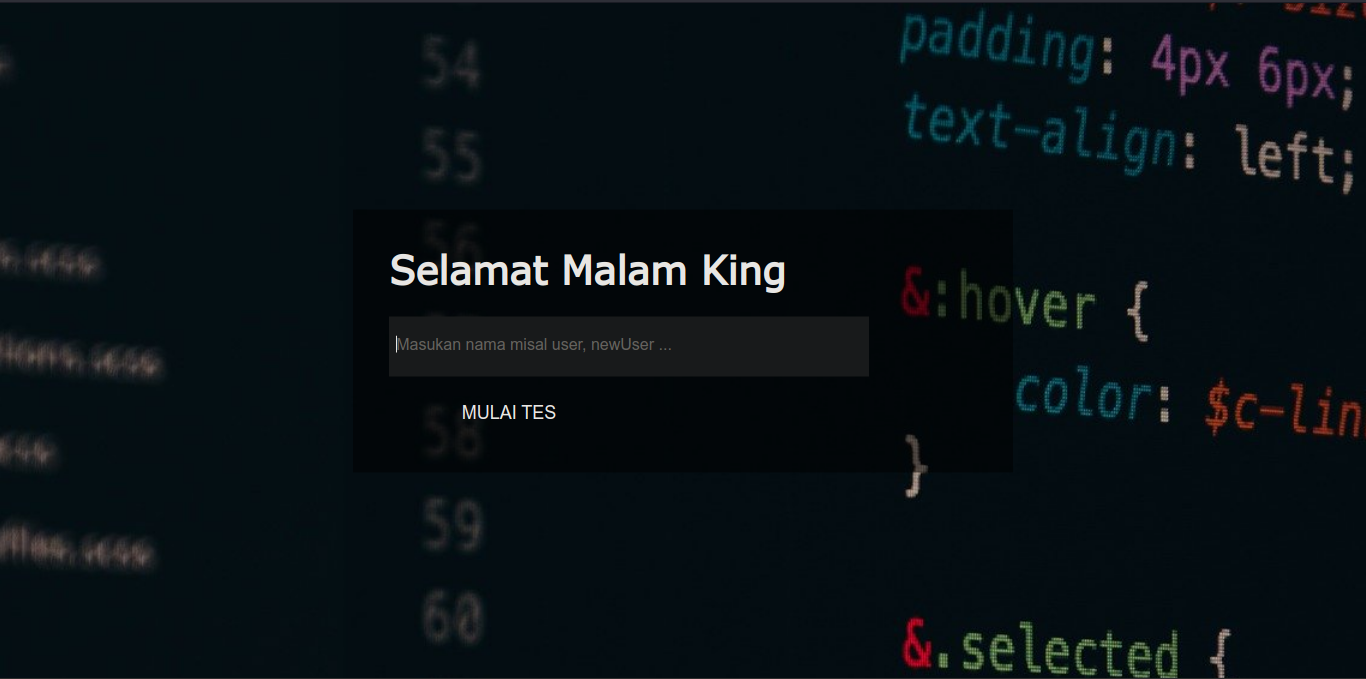 54
padding: 4px 6px;
55
text-align: left;
56
Selamat Malam King
&:hover {
Masukan nama misal user, newUser ...
color: $c-lin
MULAI TES
58
}
59
60
&.selected {